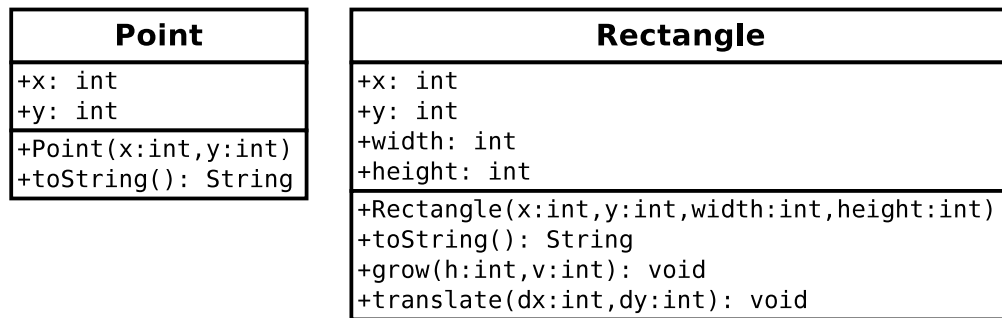 Point
+x: int
+y: int
+Point(x:int,y:int)
+toString(): String
Rectangle
+x: int
+y: int
+width: int
+height: int
+Rectangle(x:int,y:int,width:int,height:int)
+toString(): String
+grow(h:int,v:int): void
+translate(dx:int,dy:int): void